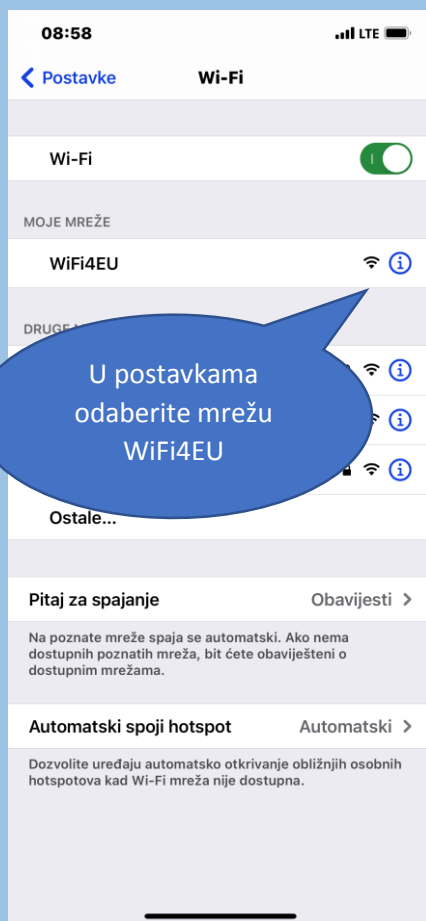 08:58
LTE
Postavke
Wi-Fi
Wi-Fi
MOJE MREŽE
WiFi4EU
U postavkama
odaberite mrežu
WiFi4EU
Ostale...
Pitaj za spajanje
Obavijesti
Na poznate mreže spaja se automatski. Ako nema
dostupnih poznatih mreža, bit ćete obaviješteni o
dostupnim mrežama.
Automatski spoji hotspot
Automatski
Dozvolite uređaju automatsko otkrivanje obližnjih osobnih
hotspotova kad Wi-Fi mreža nije dostupna.